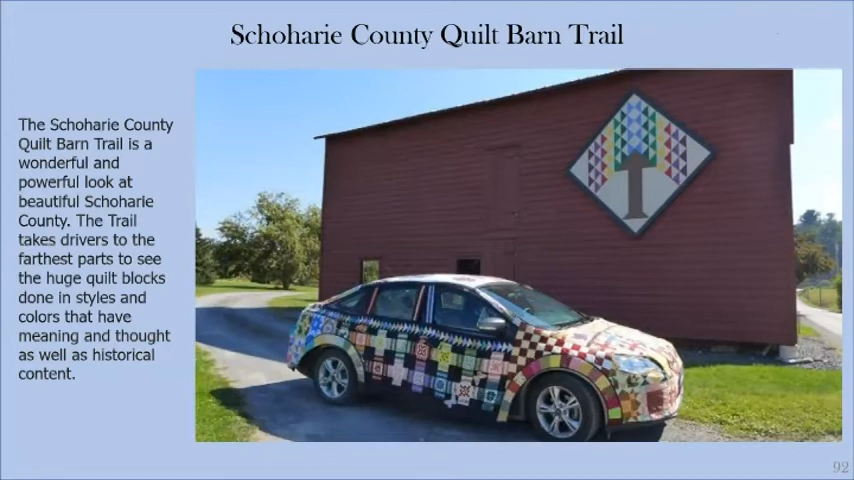 Schoharie County Quilt Barn Trail
The Schoharie County
Quilt Barn Trail is a
wonderful and
powerful look at
beautiful Schoharie
County. The Trail
takes drivers to the
farthest parts to see
the huge quilt blocks
done in styles and
colors that have
meaning and thought
as well as historical
content.
92